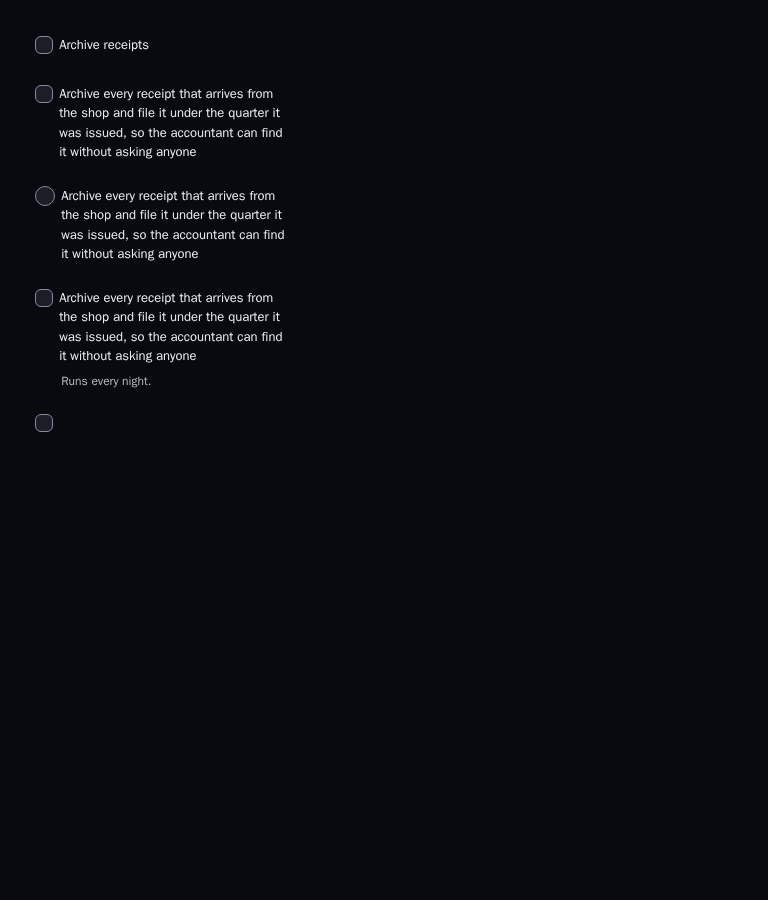 Archive receipts
Archive every receipt that arrives from
the shop and file it under the quarter it
was issued, so the accountant can find
it without asking anyone
Archive every receipt that arrives from
the shop and file it under the quarter it
was issued, so the accountant can find
it without asking anyone
Archive every receipt that arrives from
the shop and file it under the quarter it
was issued, so the accountant can find
it without asking anyone
Runs every night.